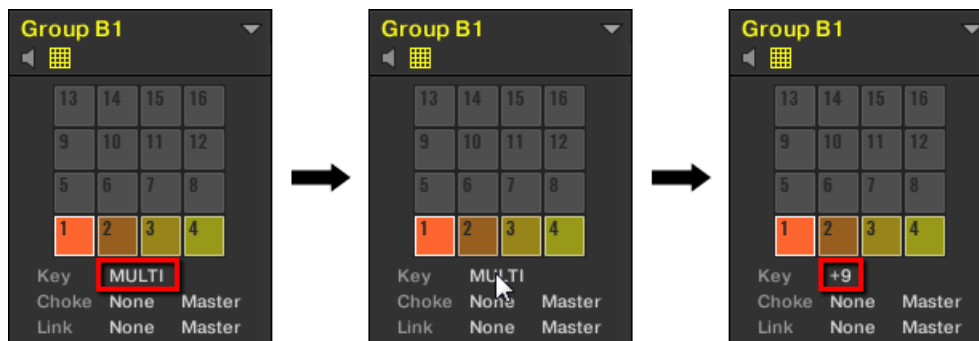 Group B1
13 14 15 16
9 10 11 12
5 6 7 8
1 2 3 4
Key MULTI
Choke None Master
Link None Master
Group B1
13 14 15 16
9 10 11 12
5 6 7 8
1 2 3 4
Key MULTI
Choke None Master
Link None Master
Group B1
13 14 15 16
9 10 11 12
5 6 7 8
1 2 3 4
Key +9
Choke None Master
Link None Master